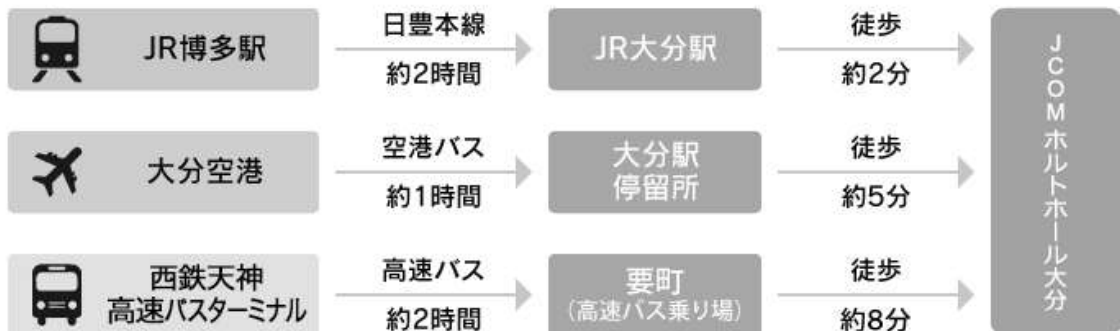 JR博多駅
日豊本線
約2時間
JR大分駅
徒歩
約2分
大分空港
空港バス
約1時間
大分駅
停留所
徒歩
約5分
西鉄天神
高速バスターミナル
高速バス
約2時間
要町
(高速バス乗り場)
徒歩
約8分
JCOMホルトホール大分